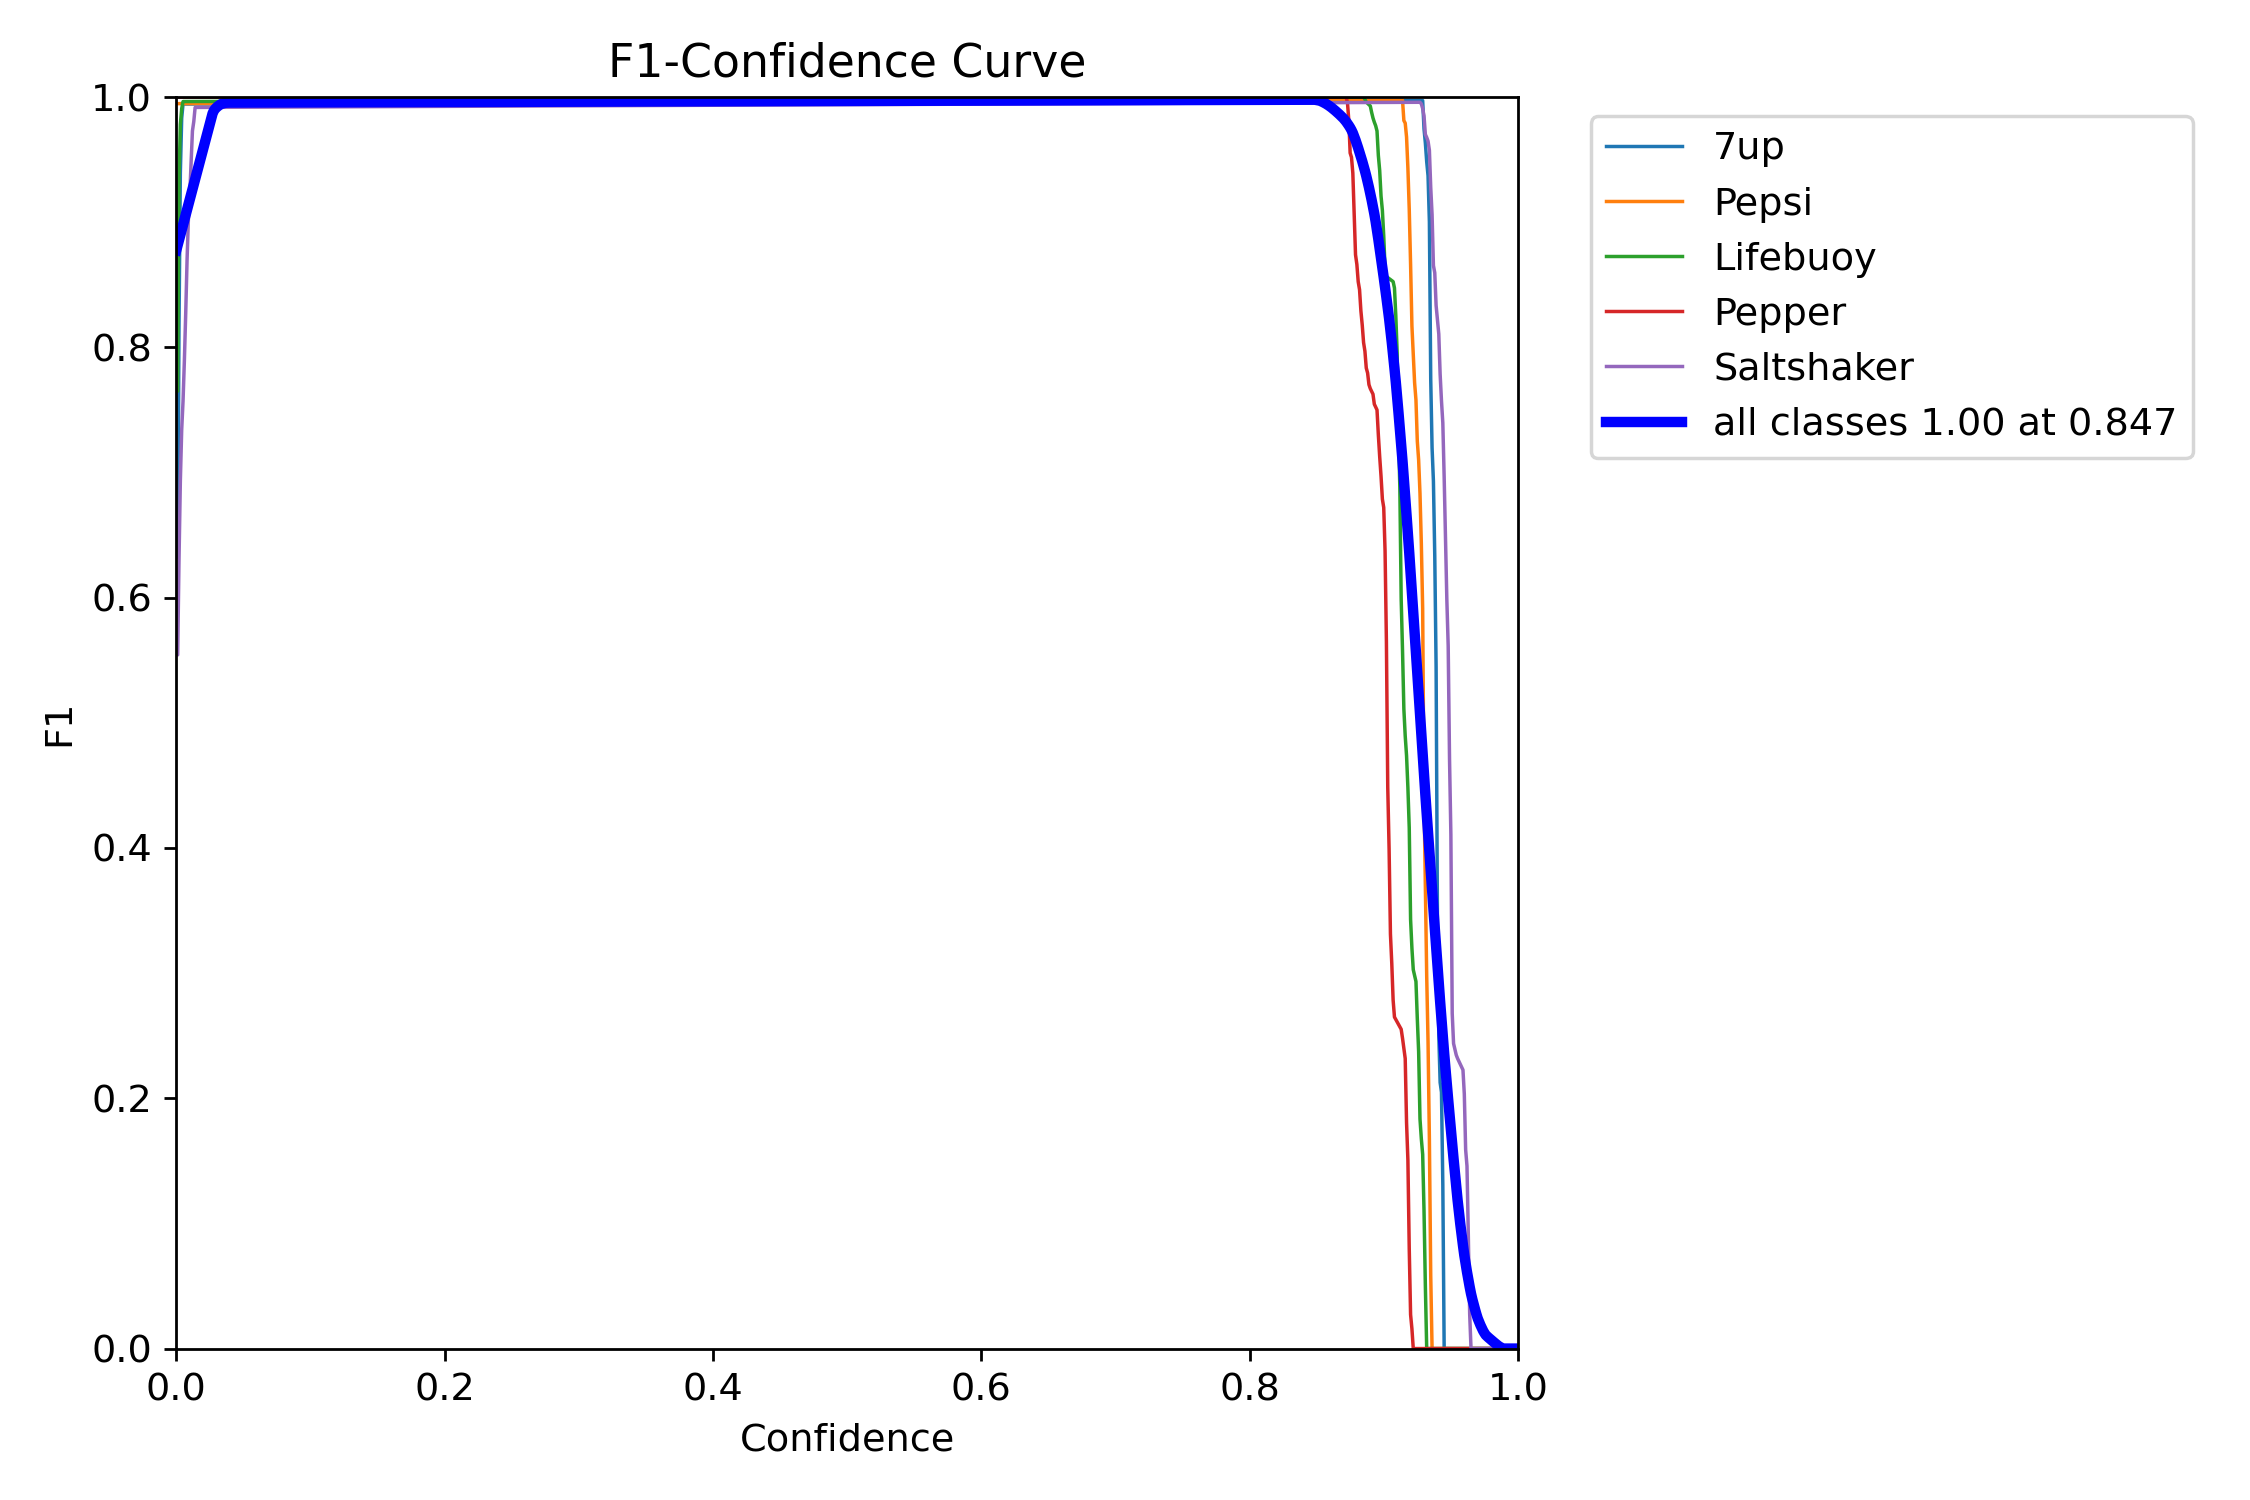 F1-Confidence Curve
1.0
0.8
0.6
0.4
0.2
0.0
F1
0.0 0.2 0.4 0.6 0.8 1.0
Confidence
7up
Pepsi
Lifebuoy
Pepper
Saltshaker
all classes 1.00 at 0.847